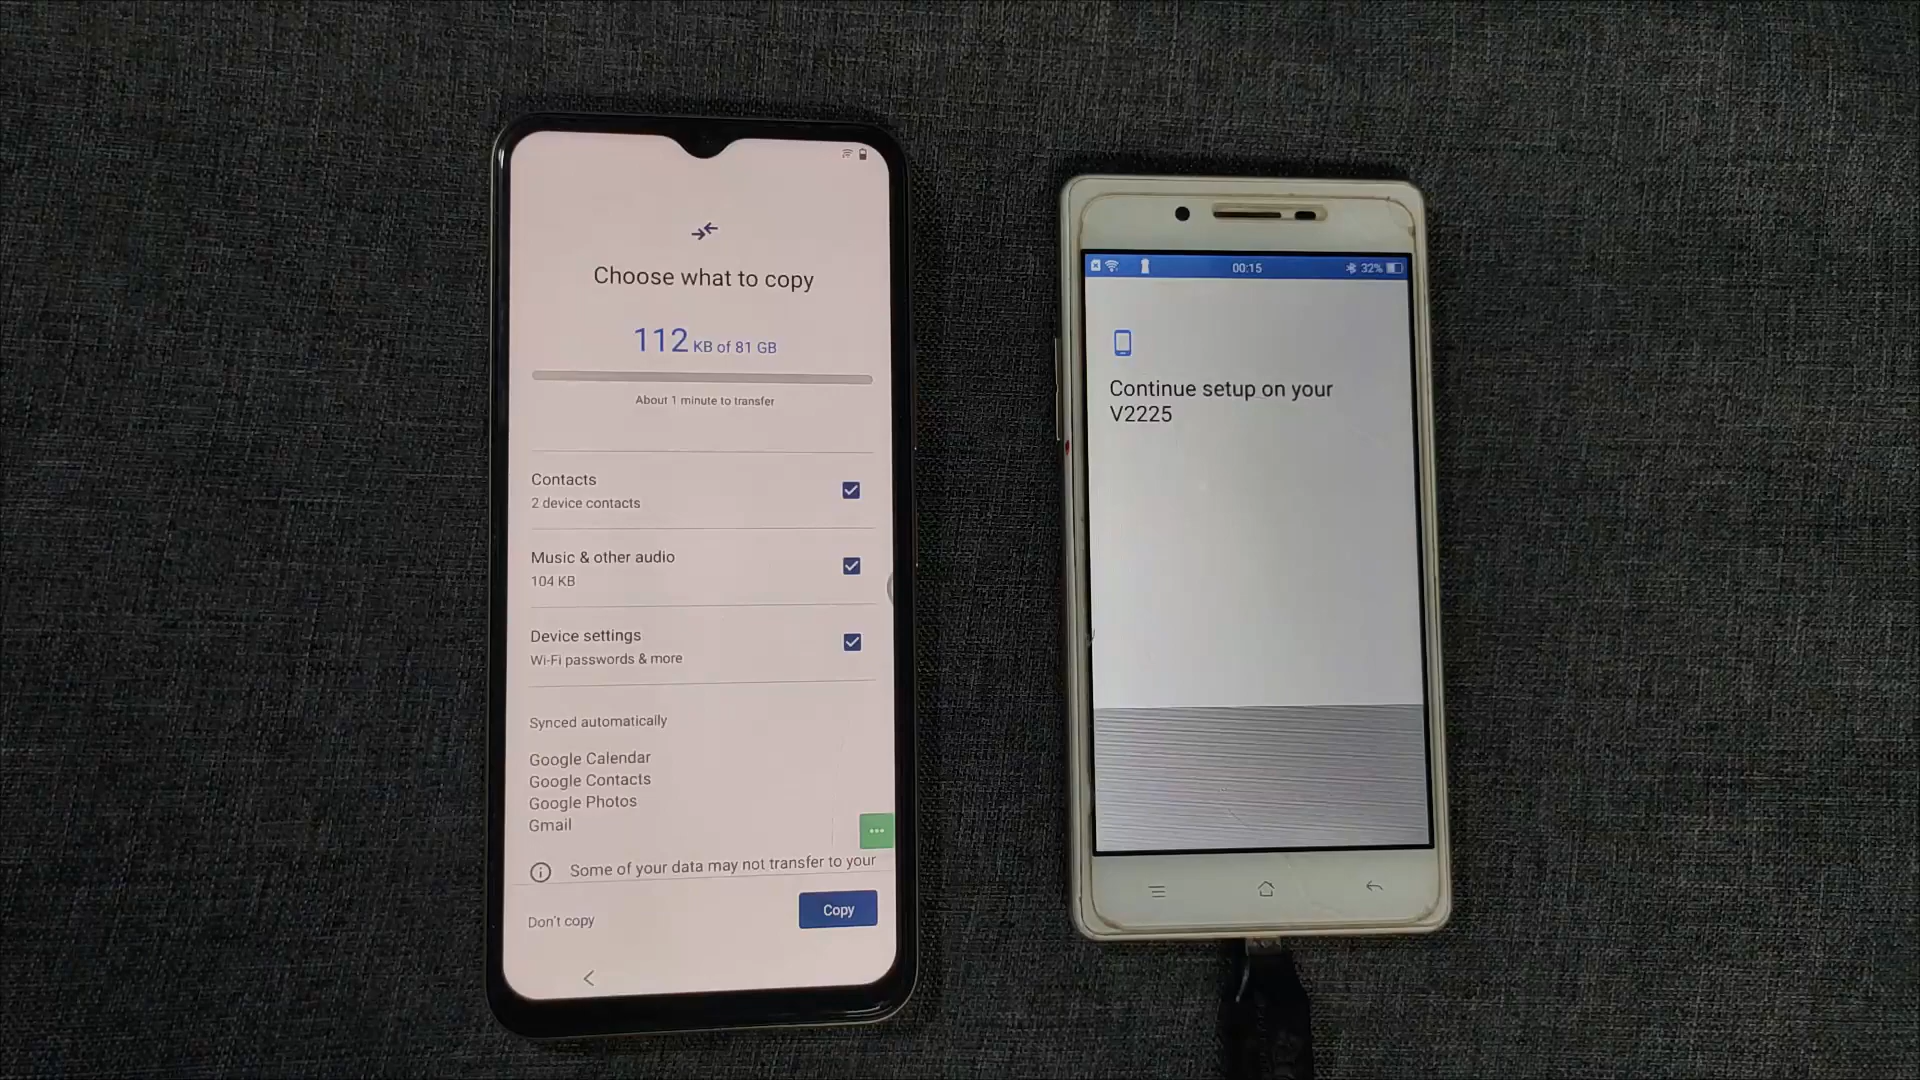 Choose what to copy
112 KB of 81 GB
About 1 minute to transfer
Contacts
2 device contacts
Music & other audio
104 KB
Device settings
Wi-Fi passwords & more
Synced automatically
Google Calendar
Google Contacts
Google Photos
Gmail
Some of your data may not transfer to your
Don't copy
Copy
00:15
32%
Continue setup on your
V2225